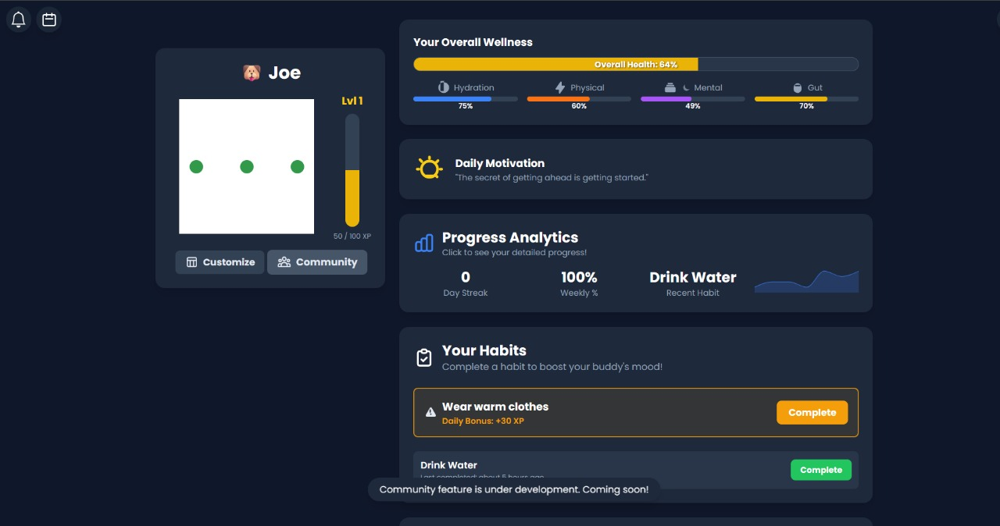 Joe
Lvl 1
50 / 100 XP
Customize
Community
Your Overall Wellness
Overall Health: 64%
Hydration
75%
Physical
60%
Mental
49%
Gut
70%
Daily Motivation
"The secret of getting ahead is getting started."
Progress Analytics
Click to see your detailed progress!
0
Day Streak
100%
Weekly %
Drink Water
Recent Habit
Your Habits
Complete a habit to boost your buddy's mood!
Wear warm clothes
Daily Bonus: +30 XP
Complete
Drink Water
Last completed: about 5 hours ago
Complete
Community feature is under development. Coming soon!